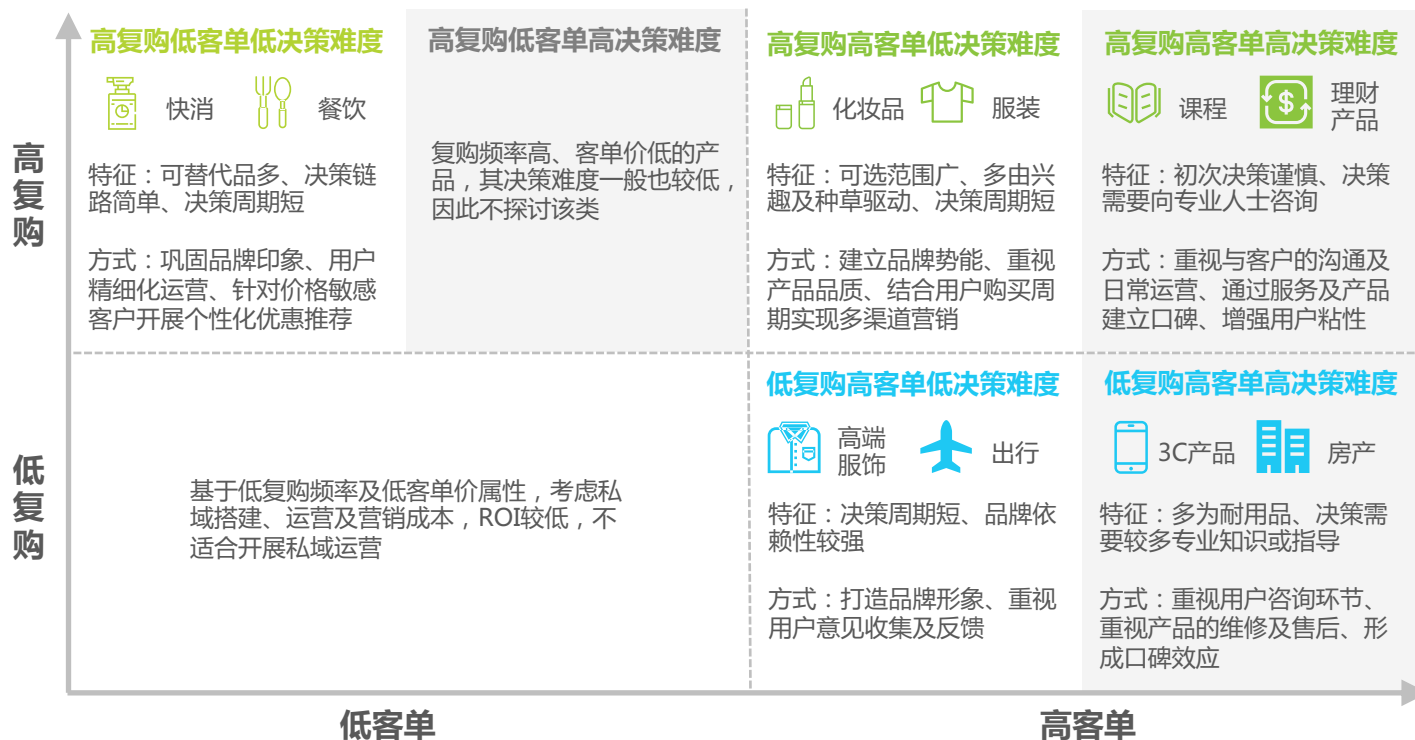 高复购
高复购低客单低决策难度
快消
餐饮
特征：可替代品多、决策链
路简单、决策周期短
方式：巩固品牌印象、用户
精细化运营、针对价格敏感
客户开展个性化优惠推荐
高复购低客单高决策难度
复购频率高、客单价低的产
品，其决策难度一般也较低，
因此不探讨该类
高复购高客单低决策难度
化妆品
服装
特征：可选范围广、多由兴
趣及种草驱动、决策周期短
方式：建立品牌势能、重视
产品品质、结合用户购买周
期实现多渠道营销
高复购高客单高决策难度
课程
理财
产品
特征：初次决策谨慎、决策
需要向专业人士咨询
方式：重视与客户的沟通及
日常运营、通过服务及产品
建立口碑、增强用户粘性
低复购
基于低复购频率及低客单价属性，考虑私
域搭建、运营及营销成本，ROI较低，不
适合开展私域运营
低复购高客单低决策难度
高端
服饰
出行
特征：决策周期短、品牌依
赖性较强
方式：打造品牌形象、重视
用户意见收集及反馈
低复购高客单高决策难度
3C产品
房产
特征：多为耐用品、决策需
要较多专业知识或指导
方式：重视用户咨询环节、
重视产品的维修及售后、形
成口碑效应
低客单
高客单